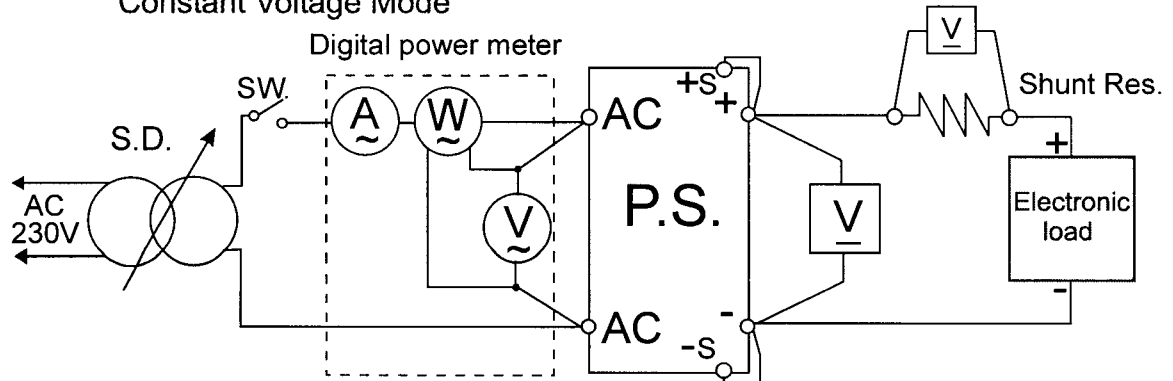 Constant Voltage Mode
Digital power meter
SW.
S.D.
AC
230V
A
~
W
~
V
~
AC
AC
P.S.
+S
+
-
-S
V
V
Shunt Res.
+
Electronic
load
-